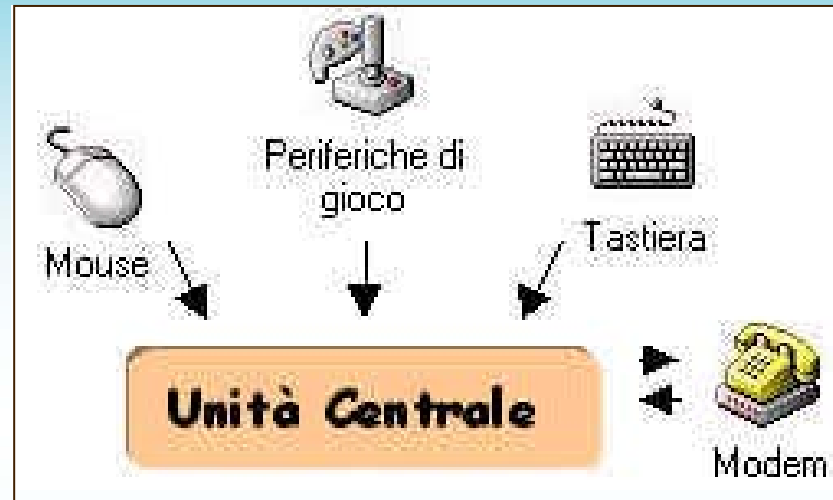 Periferiche di
gioco
Mouse
Tastiera
Unità Centrale
Modem